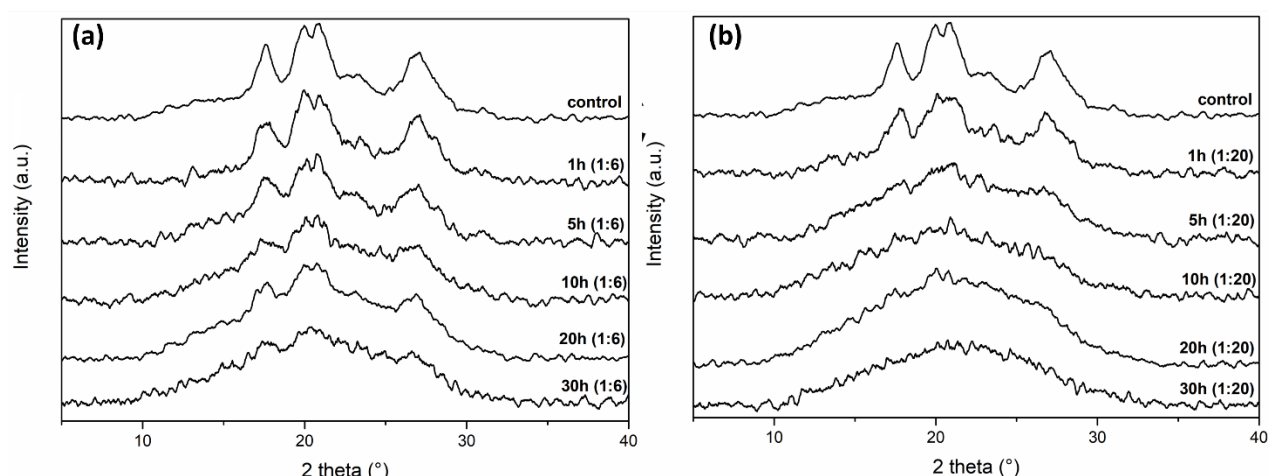 (a)
control
1h (1:6)
5h (1:6)
10h (1:6)
20h (1:6)
30h (1:6)
Intensity (a.u.)
10
20
30
40
2 theta (°)
(b)
control
1h (1:20)
5h (1:20)
10h (1:20)
20h (1:20)
30h (1:20)
Intensity (a.u.)
10
20
30
40
2 theta (°)